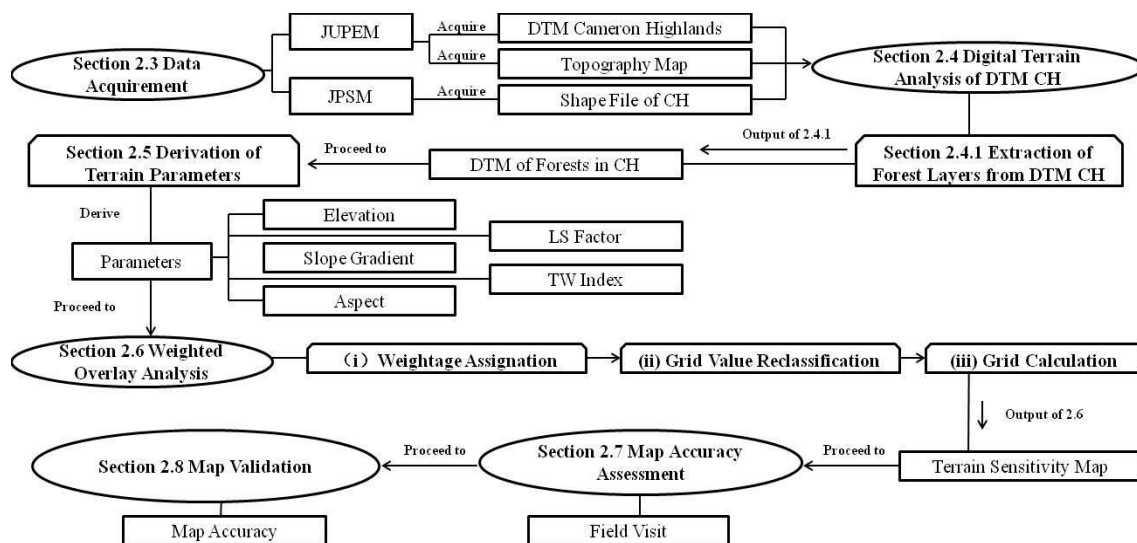 Section 2.3 Data
Acquirement
JUPEM
JPSM
Acquire
Acquire
Acquire
DTM Cameron Highlands
Topography Map
Shape File of CH
Section 2.4 Digital Terrain
Analysis of DTM CH
Output of 2.4.1
Section 2.4.1 Extraction of
Forest Layers from DTM CH
DTM of Forests in CH
Proceed to
Section 2.5 Derivation of
Terrain Parameters
Derive
Parameters
Elevation
LS Factor
Slope Gradient
TW Index
Aspect
Proceed to
Section 2.6 Weighted
Overlay Analysis
(i) Weightage Assignation
(ii) Grid Value Reclassification
(iii) Grid Calculation
Output of 2.6
Terrain Sensitivity Map
Proceed to
Section 2.7 Map Accuracy
Assessment
Field Visit
Proceed to
Section 2.8 Map Validation
Map Accuracy